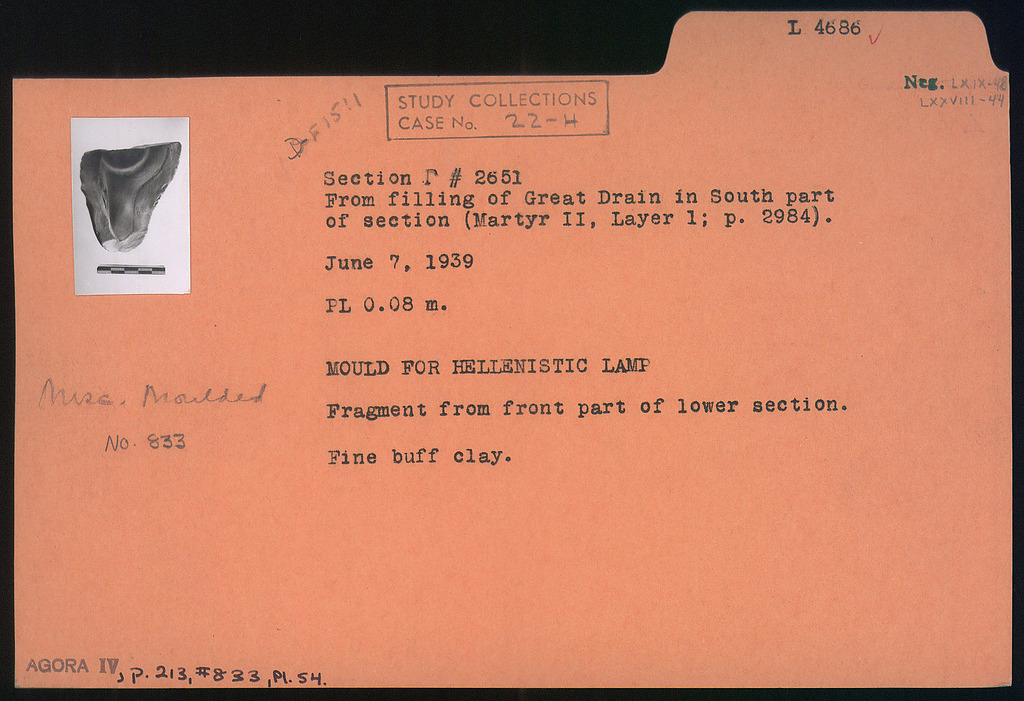 L 4686
Neg. LXIX-48
LXXVIII-44
STUDY COLLECTIONS
CASE No. 22-H
Section Γ # 2651
From filling of Great Drain in South part
of section (Martyr II, Layer 1; p. 2984).
June 7, 1939
PL 0.08 m.
MOULD FOR HELLENISTIC LAMP
Misc. Moulded
Fragment from front part of lower section.
No. 833
Fine buff clay.
AGORA IV, p. 213, #833, Pl. 54.